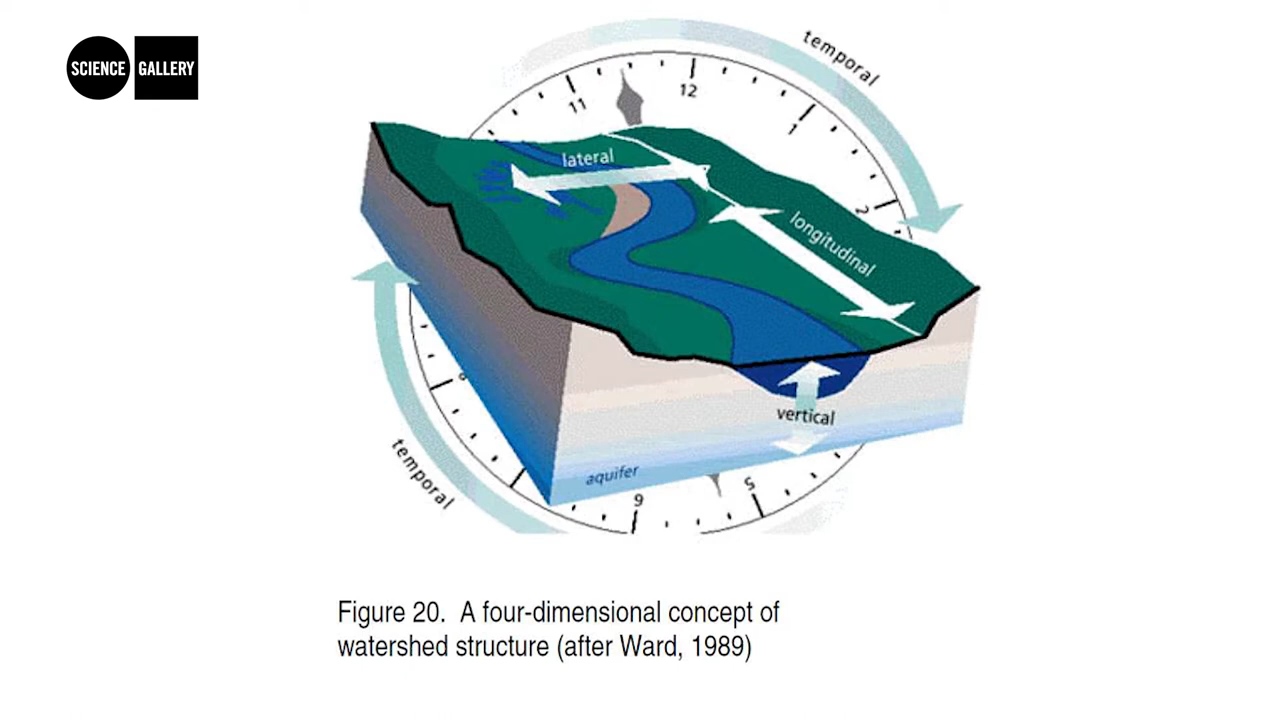 SCIENCE GALLERY
temporal
12
11
1
2
lateral
longitudinal
vertical
aquifer
temporal
6
5
Figure 20. A four-dimensional concept of
watershed structure (after Ward, 1989)